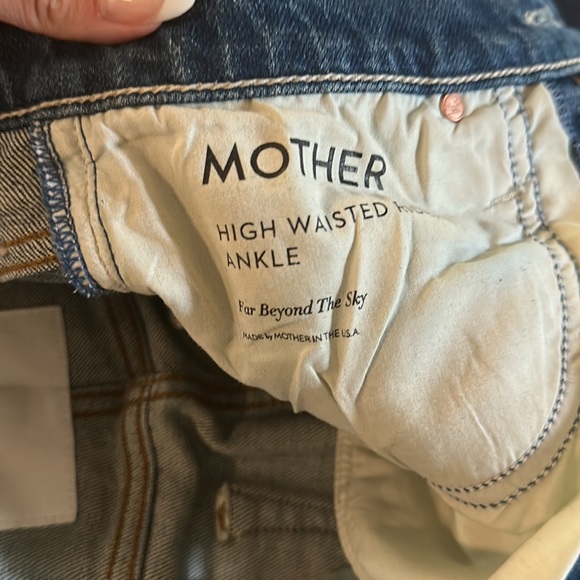 MOTHER
HIGH WAISTED
ANKLE
Far Beyond The Sky
MADE by MOTHER IN THE U.S.A.